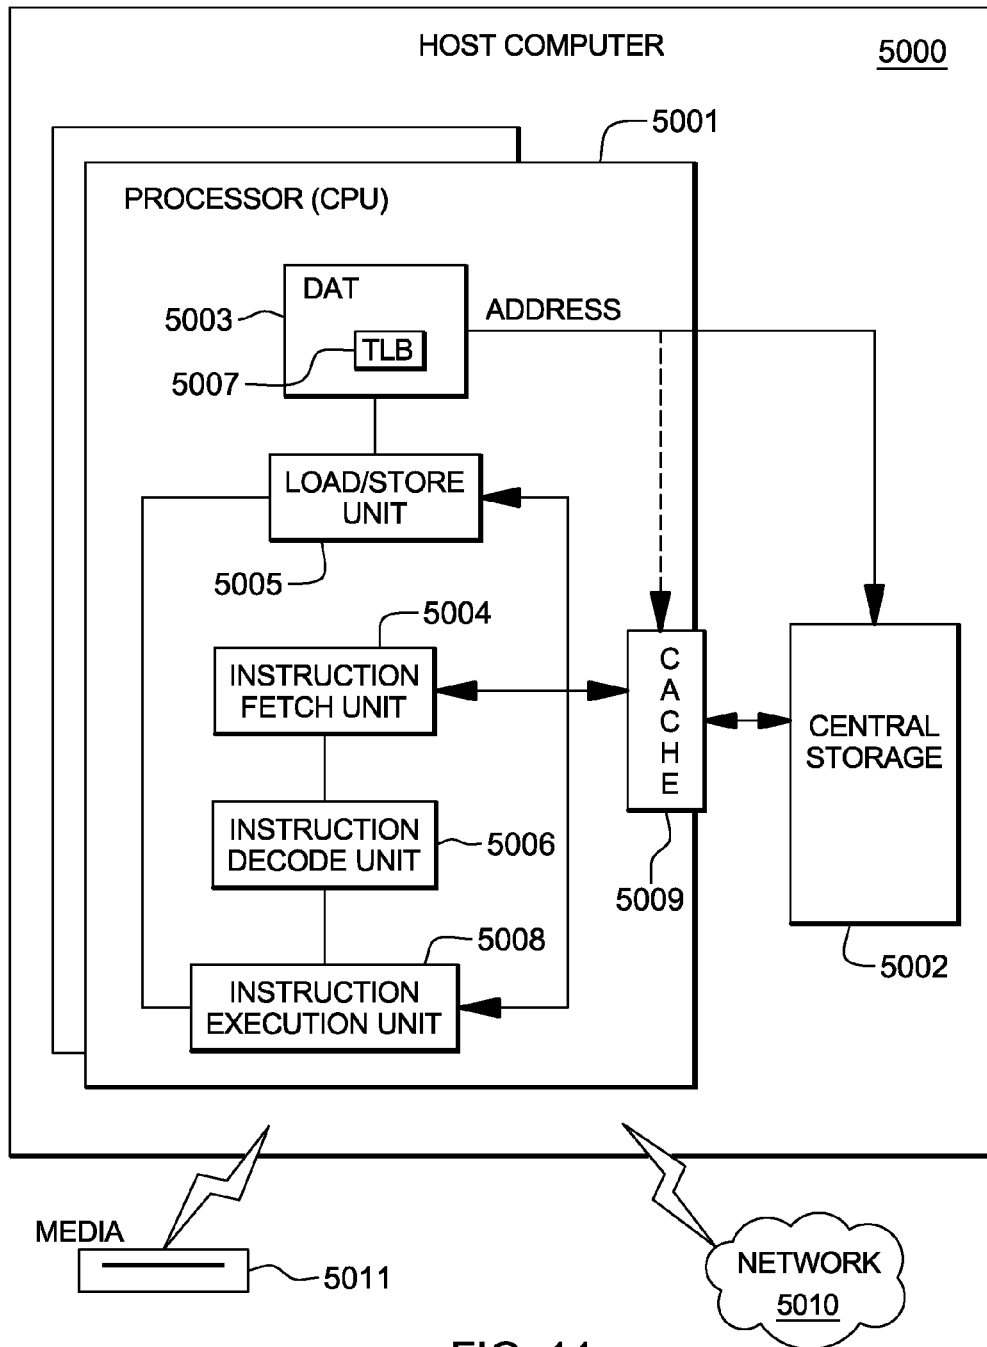 HOST COMPUTER
5000
5001
PROCESSOR (CPU)
DAT
5003
ADDRESS
TLB
5007
LOAD/STORE
UNIT
5005
5004
INSTRUCTION
FETCH UNIT
C
A
C
H
E
CENTRAL
STORAGE
INSTRUCTION
DECODE UNIT
5006
5009
5008
5002
INSTRUCTION
EXECUTION UNIT
MEDIA
5011
NETWORK
5010